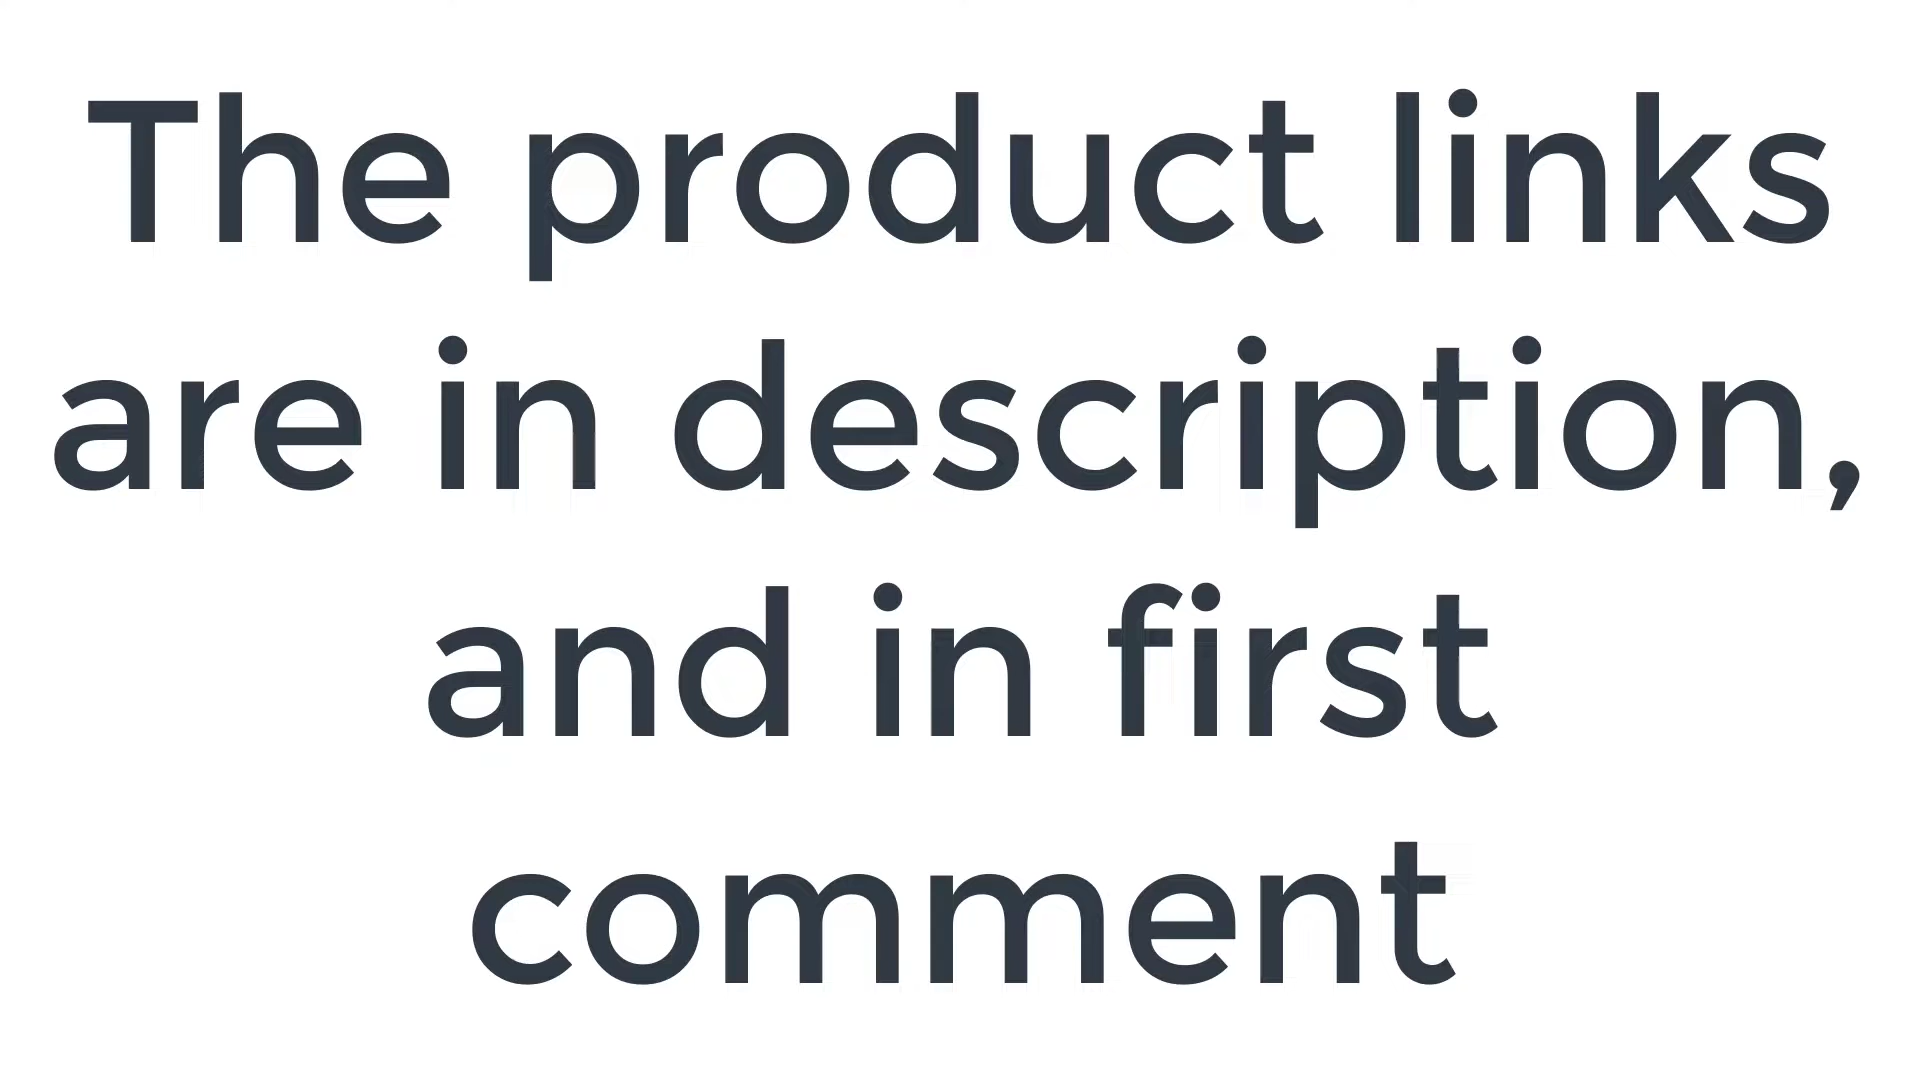 The product links
are in description,
and in first
comment